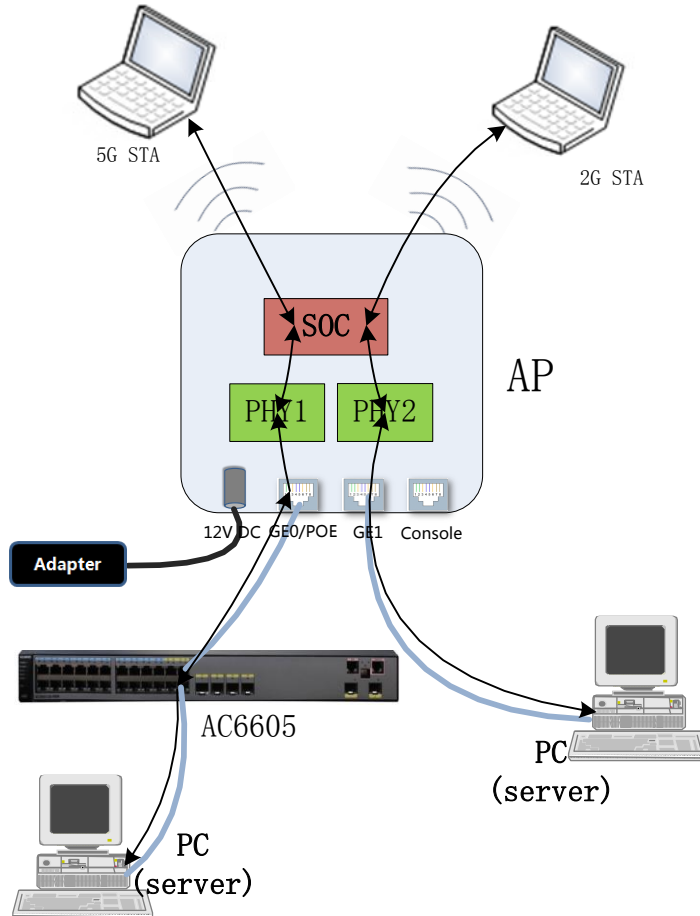 5G STA
2G STA
SOC
AP
PHY1
PHY2
12V DC
GE0/POE
GE1
Console
Adapter
AC6605
PC
(server)
PC
(server)